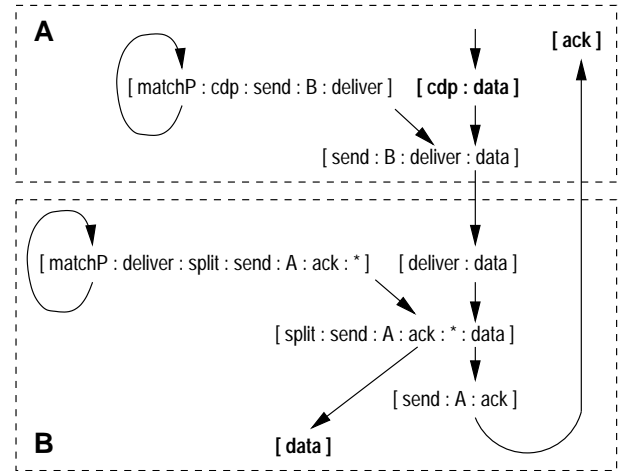 A
[ ack ]
[ matchP : cdp : send : B : deliver ] [ cdp : data ]
[ send : B : deliver : data ]
[ matchP : deliver : split : send : A : ack : * ] [ deliver : data ]
[ split : send : A : ack : * : data ]
[ send : A : ack ]
B
[ data ]